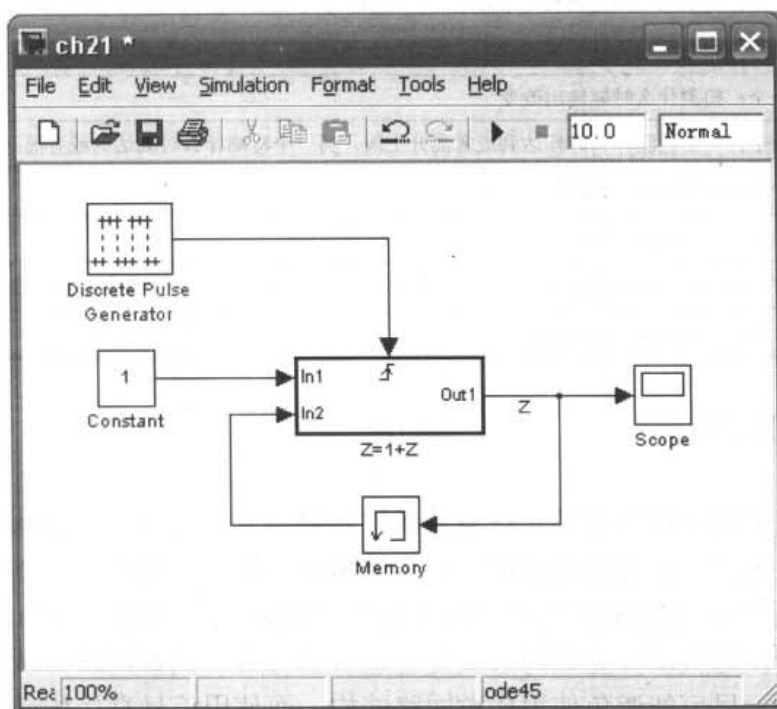 ch21 *
File Edit View Simulation Format Tools Help
10.0 Normal
Discrete Pulse
Generator
1
Constant
In1
In2
Out1
Z=1+Z
Z
Scope
Memory
100% ode45